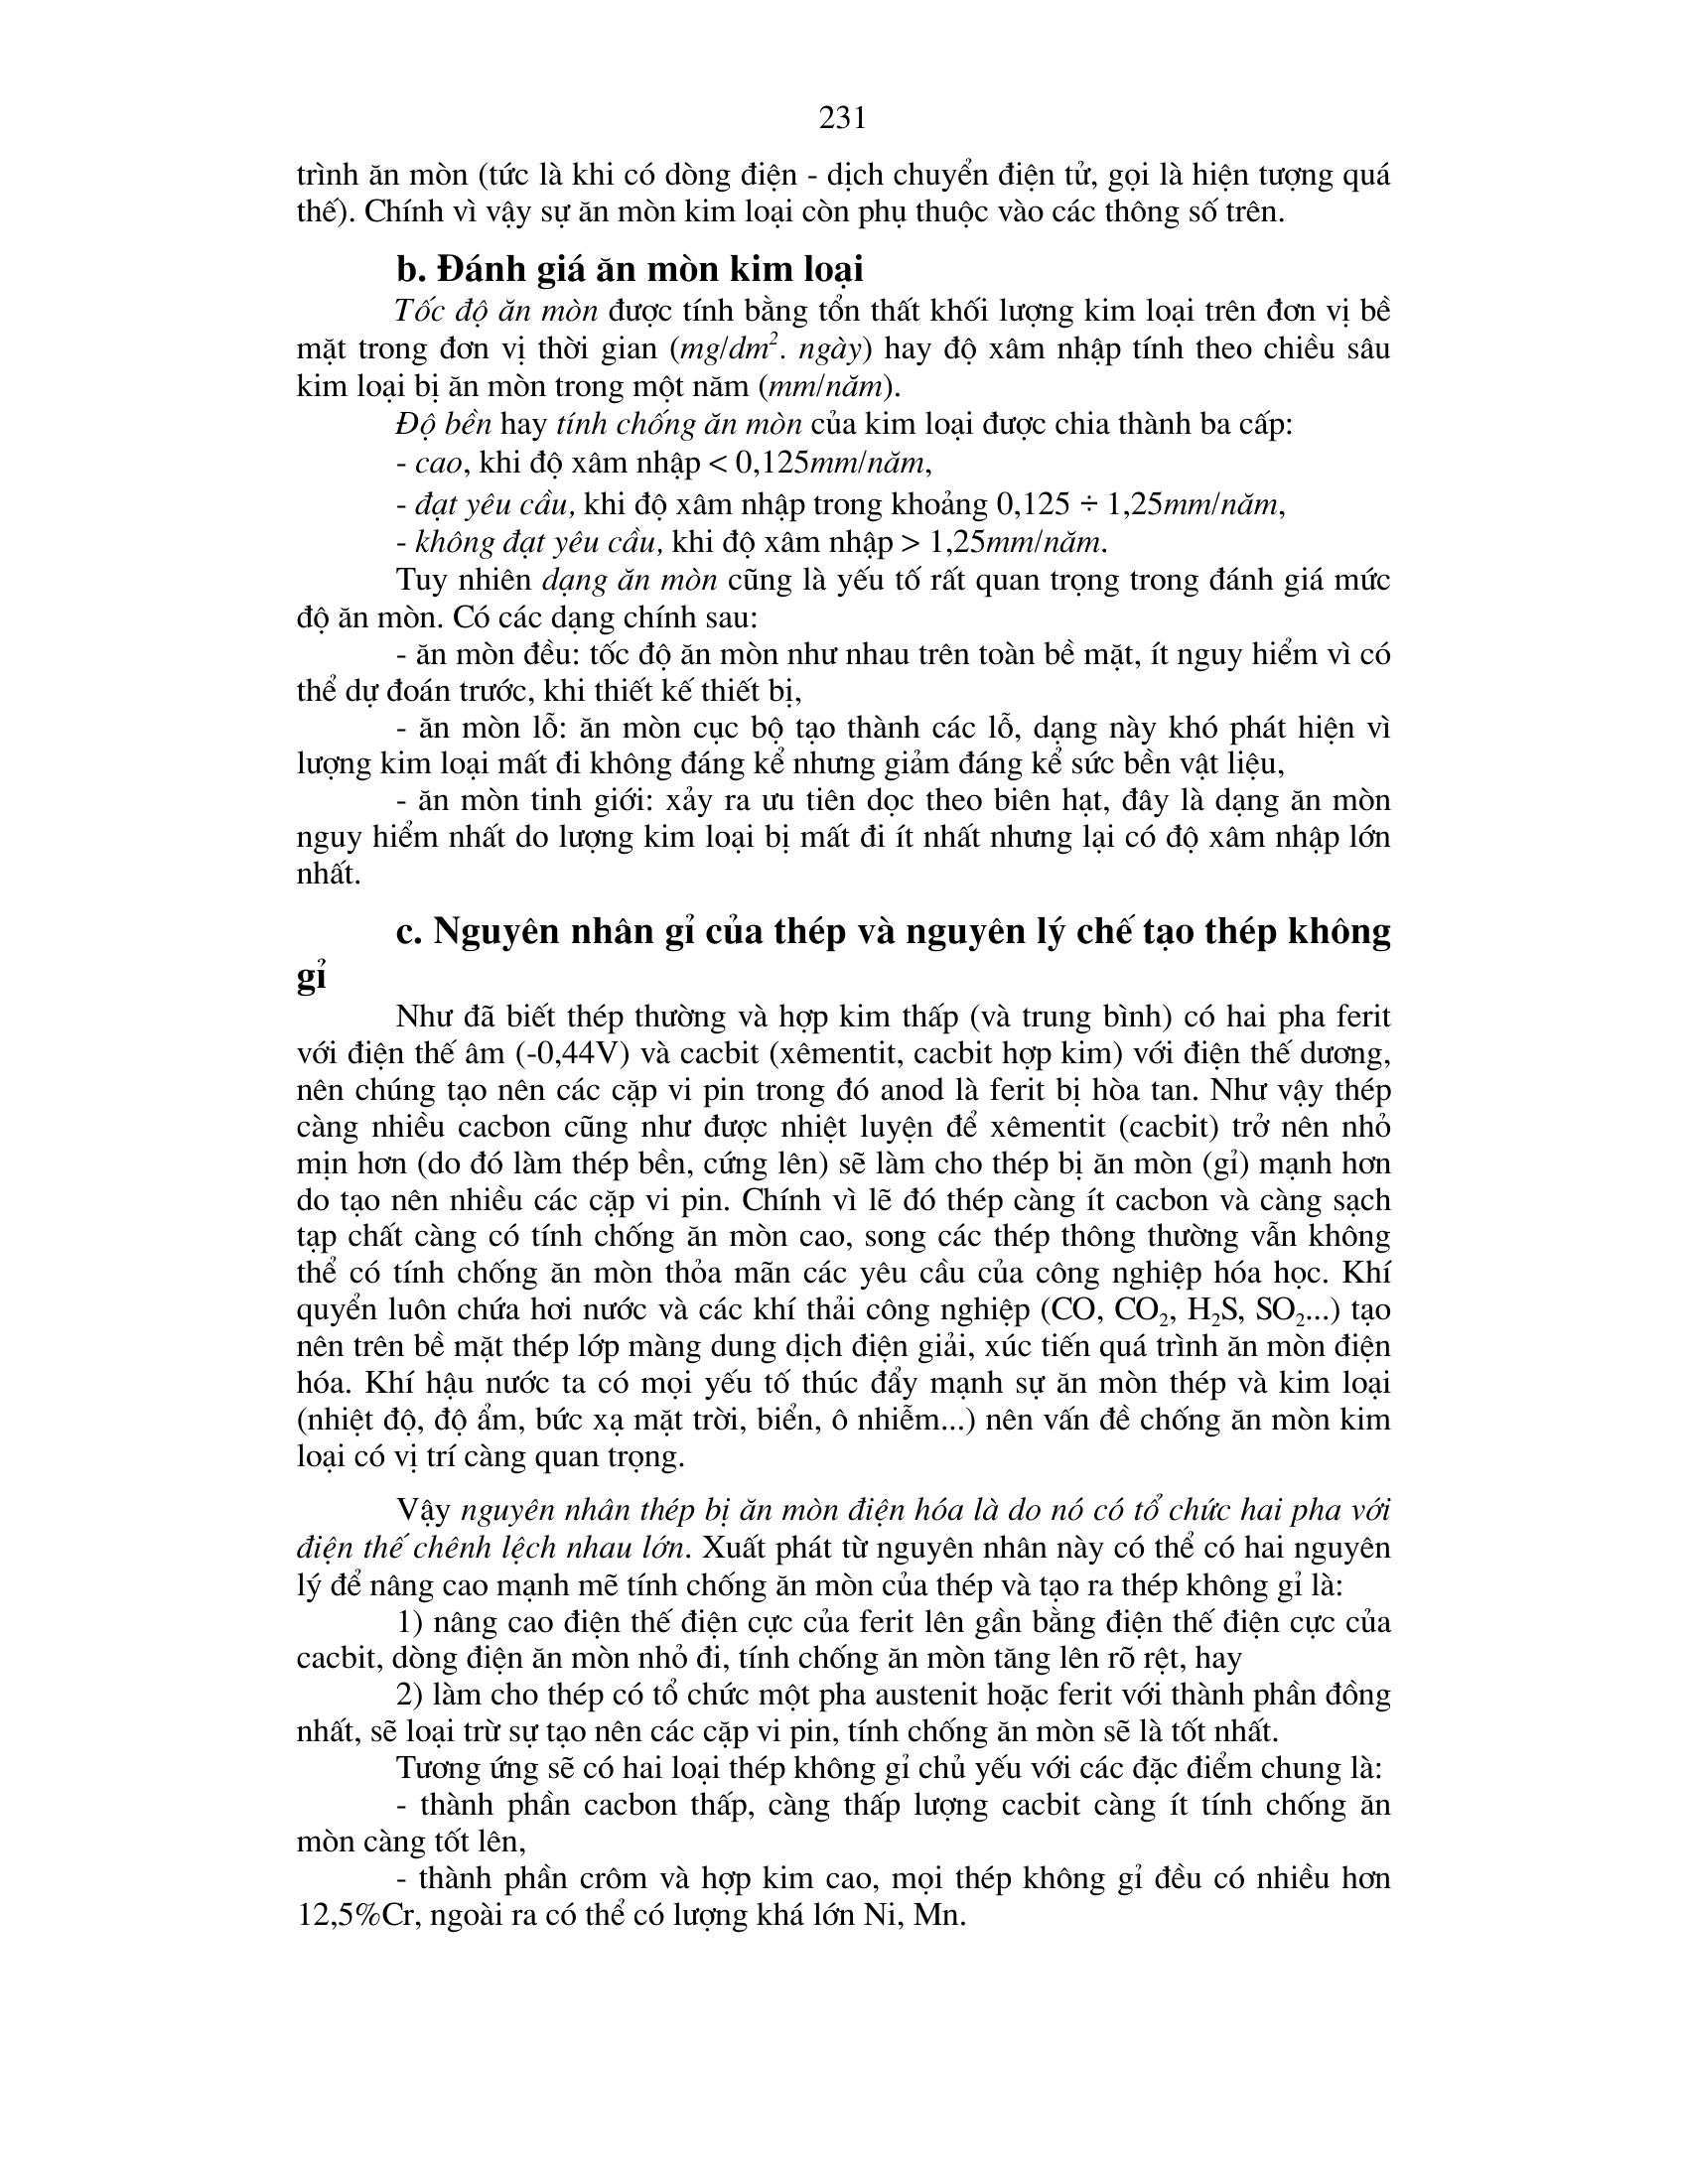 231
trình ăn mòn (tức là khi có dòng điện - dịch chuyển điện tử, gọi là hiện tượng quá
thế). Chính vì vậy sự ăn mòn kim loại còn phụ thuộc vào các thông số trên.
b. Đánh giá ăn mòn kim loại
Tốc độ ăn mòn được tính bằng tổn thất khối lượng kim loại trên đơn vị bề
mặt trong đơn vị thời gian (mg/dm². ngày) hay độ xâm nhập tính theo chiều sâu
kim loại bị ăn mòn trong một năm (mm/năm).
Độ bền hay tính chống ăn mòn của kim loại được chia thành ba cấp:
- cao, khi độ xâm nhập < 0,125mm/năm,
- đạt yêu cầu, khi độ xâm nhập trong khoảng 0,125 ÷ 1,25mm/năm,
- không đạt yêu cầu, khi độ xâm nhập > 1,25mm/năm.
Tuy nhiên dạng ăn mòn cũng là yếu tố rất quan trọng trong đánh giá mức
độ ăn mòn. Có các dạng chính sau:
- ăn mòn đều: tốc độ ăn mòn như nhau trên toàn bề mặt, ít nguy hiểm vì có
thể dự đoán trước, khi thiết kế thiết bị,
- ăn mòn lỗ: ăn mòn cục bộ tạo thành các lỗ, dạng này khó phát hiện vì
lượng kim loại mất đi không đáng kể nhưng giảm đáng kể sức bền vật liệu,
- ăn mòn tinh giới: xảy ra ưu tiên dọc theo biên hạt, đây là dạng ăn mòn
nguy hiểm nhất do lượng kim loại bị mất đi ít nhất nhưng lại có độ xâm nhập lớn
nhất.
c. Nguyên nhân gỉ của thép và nguyên lý chế tạo thép không
gỉ
Như đã biết thép thường và hợp kim thấp (và trung bình) có hai pha ferit
với điện thế âm (-0,44V) và cacbit (xêmentit, cacbit hợp kim) với điện thế dương,
nên chúng tạo nên các cặp vi pin trong đó anod là ferit bị hòa tan. Như vậy thép
càng nhiều cacbon cũng như được nhiệt luyện để xêmentit (cacbit) trở nên nhỏ
mịn hơn (do đó làm thép bền, cứng lên) sẽ làm cho thép bị ăn mòn (gỉ) mạnh hơn
do tạo nên nhiều các cặp vi pin. Chính vì lẽ đó thép càng ít cacbon và càng sạch
tạp chất càng có tính chống ăn mòn cao, song các thép thông thường vẫn không
thể có tính chống ăn mòn thỏa mãn các yêu cầu của công nghiệp hóa học. Khí
quyển luôn chứa hơi nước và các khí thải công nghiệp (CO, CO₂, H₂S, SO₂...) tạo
nên trên bề mặt thép lớp màng dung dịch điện giải, xúc tiến quá trình ăn mòn điện
hóa. Khí hậu nước ta có mọi yếu tố thúc đẩy mạnh sự ăn mòn thép và kim loại
(nhiệt độ, độ ẩm, bức xạ mặt trời, biển, ô nhiễm...) nên vấn đề chống ăn mòn kim
loại có vị trí càng quan trọng.
Vậy nguyên nhân thép bị ăn mòn điện hóa là do nó có tổ chức hai pha với
điện thế chênh lệch nhau lớn. Xuất phát từ nguyên nhân này có thể có hai nguyên
lý để nâng cao mạnh mẽ tính chống ăn mòn của thép và tạo ra thép không gỉ là:
1) nâng cao điện thế điện cực của ferit lên gần bằng điện thế điện cực của
cacbit, dòng điện ăn mòn nhỏ đi, tính chống ăn mòn tăng lên rõ rệt, hay
2) làm cho thép có tổ chức một pha austenit hoặc ferit với thành phần đồng
nhất, sẽ loại trừ sự tạo nên các cặp vi pin, tính chống ăn mòn sẽ là tốt nhất.
Tương ứng sẽ có hai loại thép không gỉ chủ yếu với các đặc điểm chung là:
- thành phần cacbon thấp, càng thấp lượng cacbit càng ít tính chống ăn
mòn càng tốt lên,
- thành phần crôm và hợp kim cao, mọi thép không gỉ đều có nhiều hơn
12,5%Cr, ngoài ra có thể có lượng khá lớn Ni, Mn.